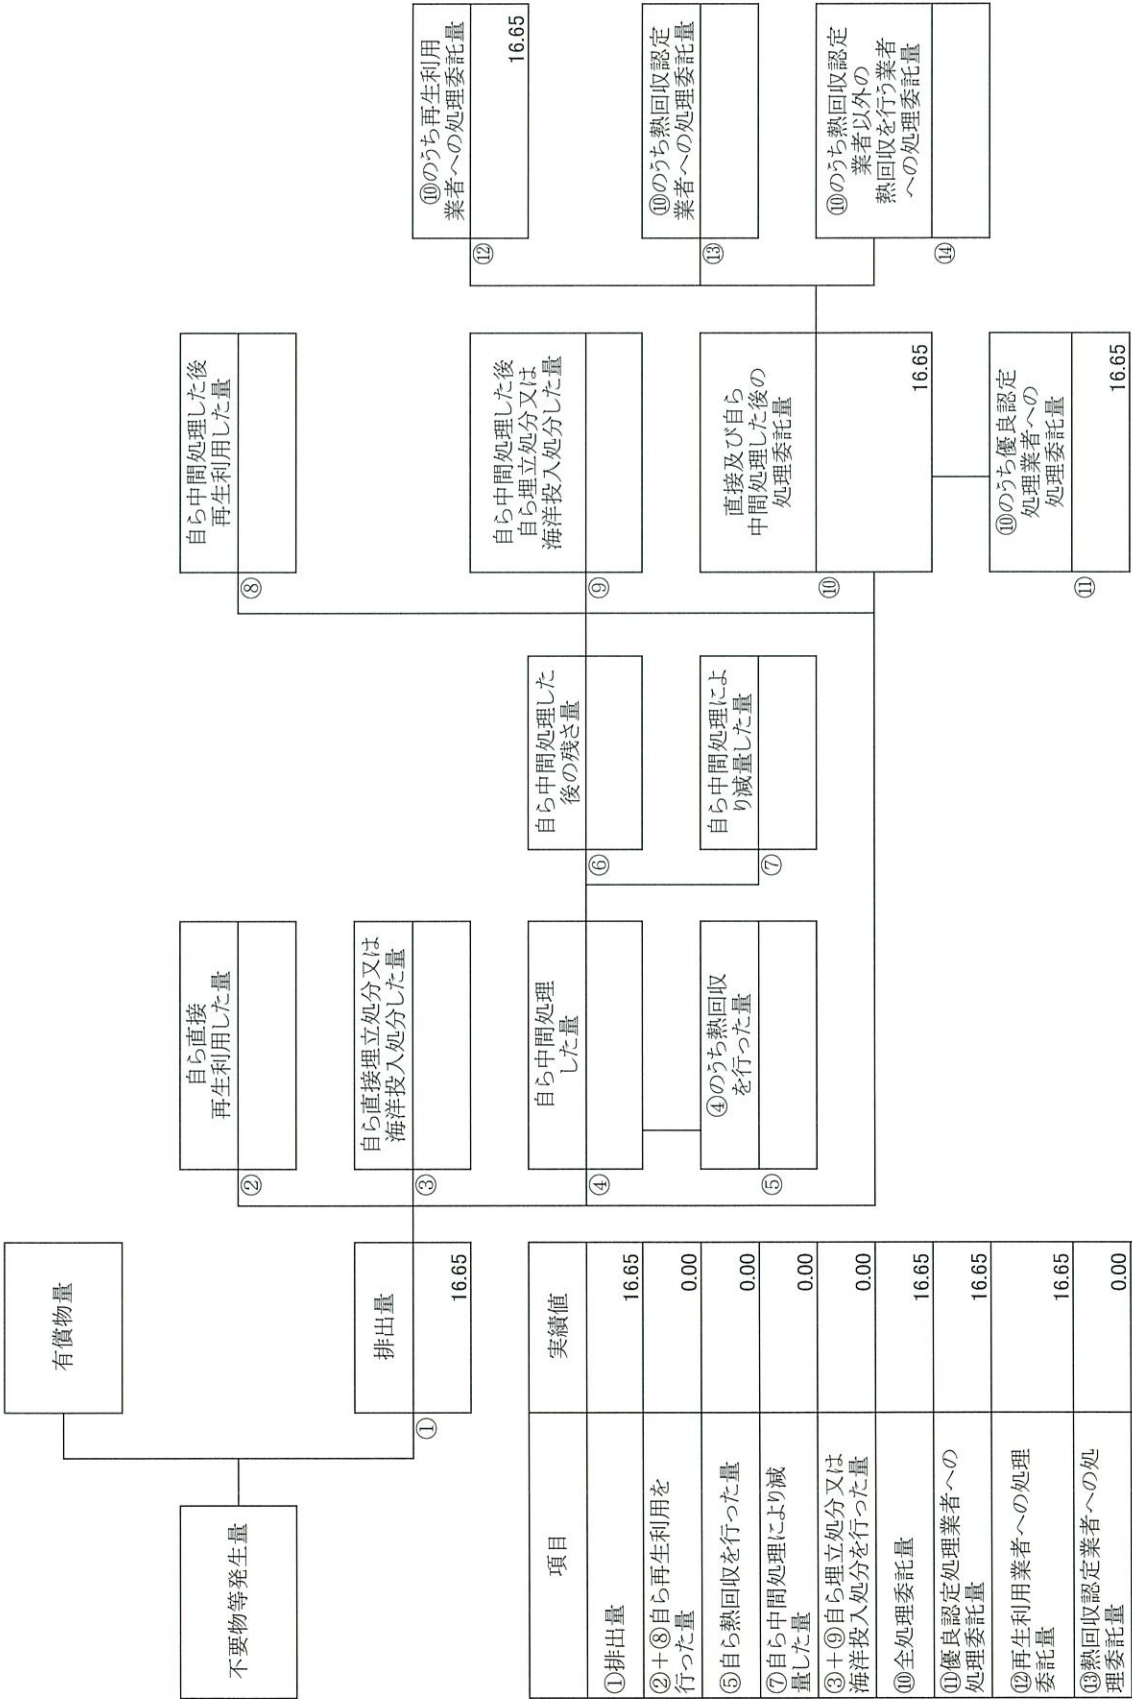 不要物等発生量
有償物量
①
排出量
16.65
②
自ら直接
再生利用した量
③
自ら直接埋立処分又は
海洋投入処分した量
④
自ら中間処理
した量
⑤
④のうち熱回収
を行った量
⑥
自ら中間処理した
後の残さ量
⑦
自ら中間処理によ
り減量した量
⑧
自ら中間処理した後
再生利用した量
⑨
自ら中間処理した後
自ら埋立処分又は
海洋投入処分した量
⑩
直接及び自ら
中間処理した後の
処理委託量
16.65
⑪
⑩のうち優良認定
処理業者への
処理委託量
16.65
⑫
⑩のうち再生利用
業者への処理委託量
16.65
⑬
⑩のうち熱回収認定
業者への処理委託量
⑭
⑩のうち熱回収認定
業者以外の
熱回収を行う業者
への処理委託量
項目 実績値
①排出量 16.65
②+⑧自ら再生利用を
行った量 0.00
⑤自ら熱回収を行った量 0.00
⑦自ら中間処理により減
量した量 0.00
③+⑨自ら埋立処分又は
海洋投入処分を行った量 0.00
⑩全処理委託量 16.65
⑪優良認定処理業者への
処理委託量 16.65
⑫再生利用業者への処理
委託量 16.65
⑬熱回収認定業者への処
理委託量 0.00